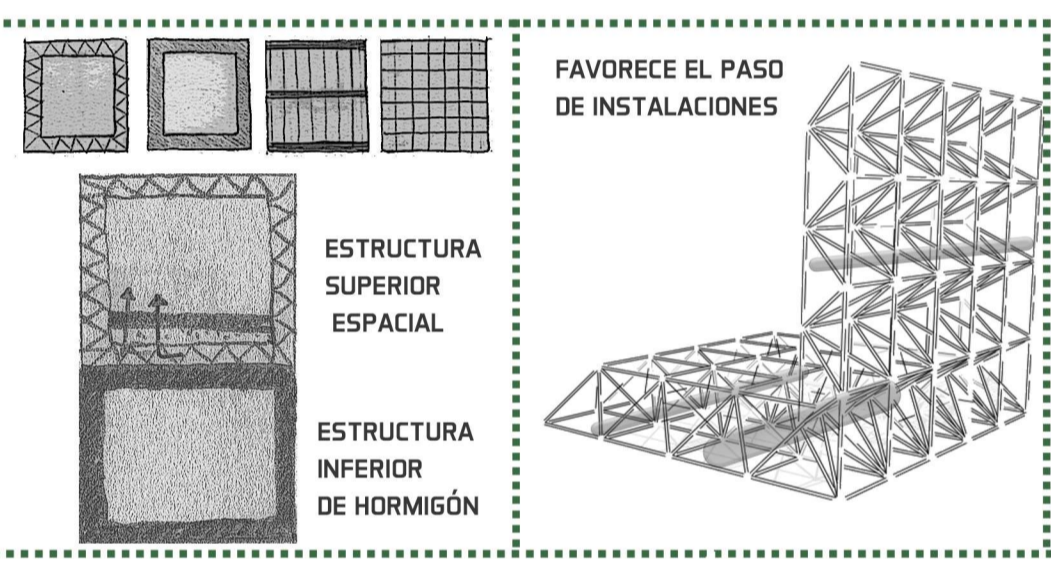 ESTRUCTURA
SUPERIOR
ESPACIAL
ESTRUCTURA
INFERIOR
DE HORMIGÓN
FAVORECE EL PASO
DE INSTALACIONES